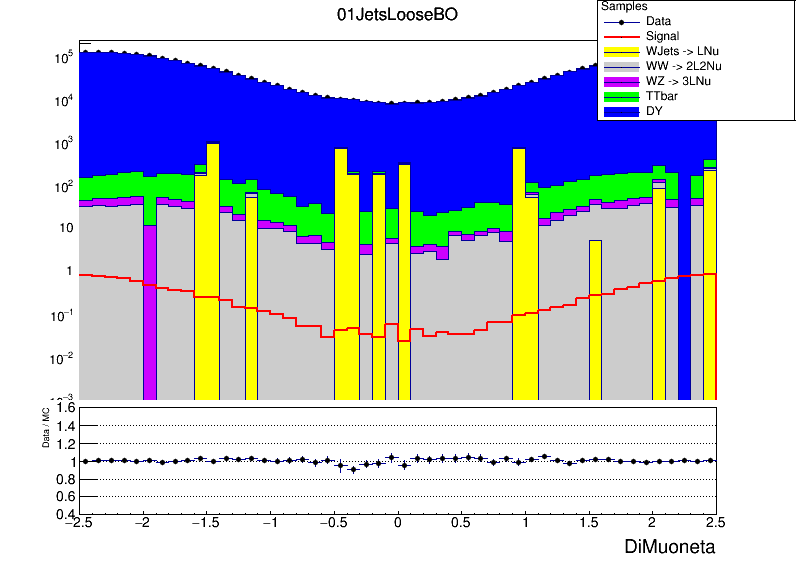 01JetsLooseBO
Samples
Data
Signal
WJets -> LNu
WW -> 2L2Nu
WZ -> 3LNu
TTbar
DY
10^5
10^4
10^3
10^2
10
1
10^-1
10^-2
10^-3
Data / MC
1.6
1.4
1.2
1
0.8
0.6
0.4
−2.5 −2 −1.5 −1 −0.5 0 0.5 1 1.5 2 2.5
DiMuoneta